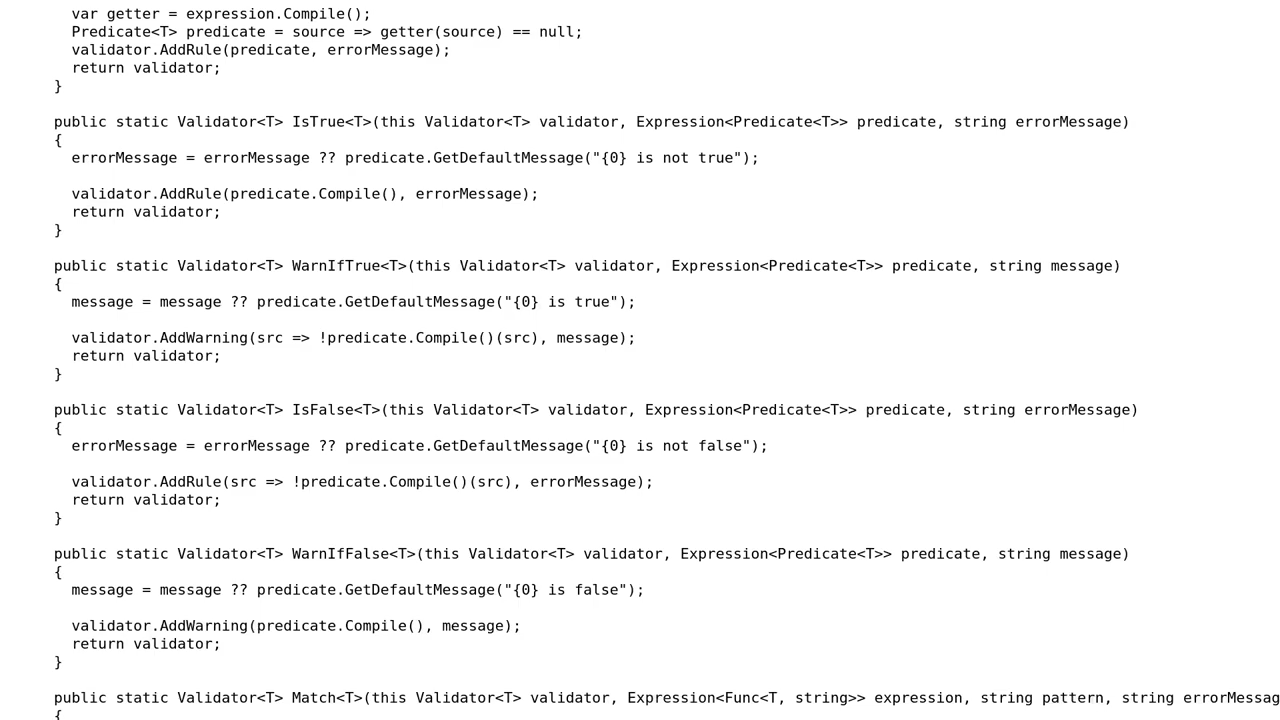 var getter = expression.Compile();
Predicate<T> predicate = source => getter(source) == null;
validator.AddRule(predicate, errorMessage);
return validator;
}
public static Validator<T> IsTrue<T>(this Validator<T> validator, Expression<Predicate<T>> predicate, string errorMessage)
{
errorMessage = errorMessage ?? predicate.GetDefaultMessage("{0} is not true");
validator.AddRule(predicate.Compile(), errorMessage);
return validator;
}
public static Validator<T> WarnIfTrue<T>(this Validator<T> validator, Expression<Predicate<T>> predicate, string message)
{
message = message ?? predicate.GetDefaultMessage("{0} is true");
validator.AddWarning(src => !predicate.Compile()(src), message);
return validator;
}
public static Validator<T> IsFalse<T>(this Validator<T> validator, Expression<Predicate<T>> predicate, string errorMessage)
{
errorMessage = errorMessage ?? predicate.GetDefaultMessage("{0} is not false");
validator.AddRule(src => !predicate.Compile()(src), errorMessage);
return validator;
}
public static Validator<T> WarnIfFalse<T>(this Validator<T> validator, Expression<Predicate<T>> predicate, string message)
{
message = message ?? predicate.GetDefaultMessage("{0} is false");
validator.AddWarning(predicate.Compile(), message);
return validator;
}
public static Validator<T> Match<T>(this Validator<T> validator, Expression<Func<T, string>> expression, string pattern, string errorMessag
{